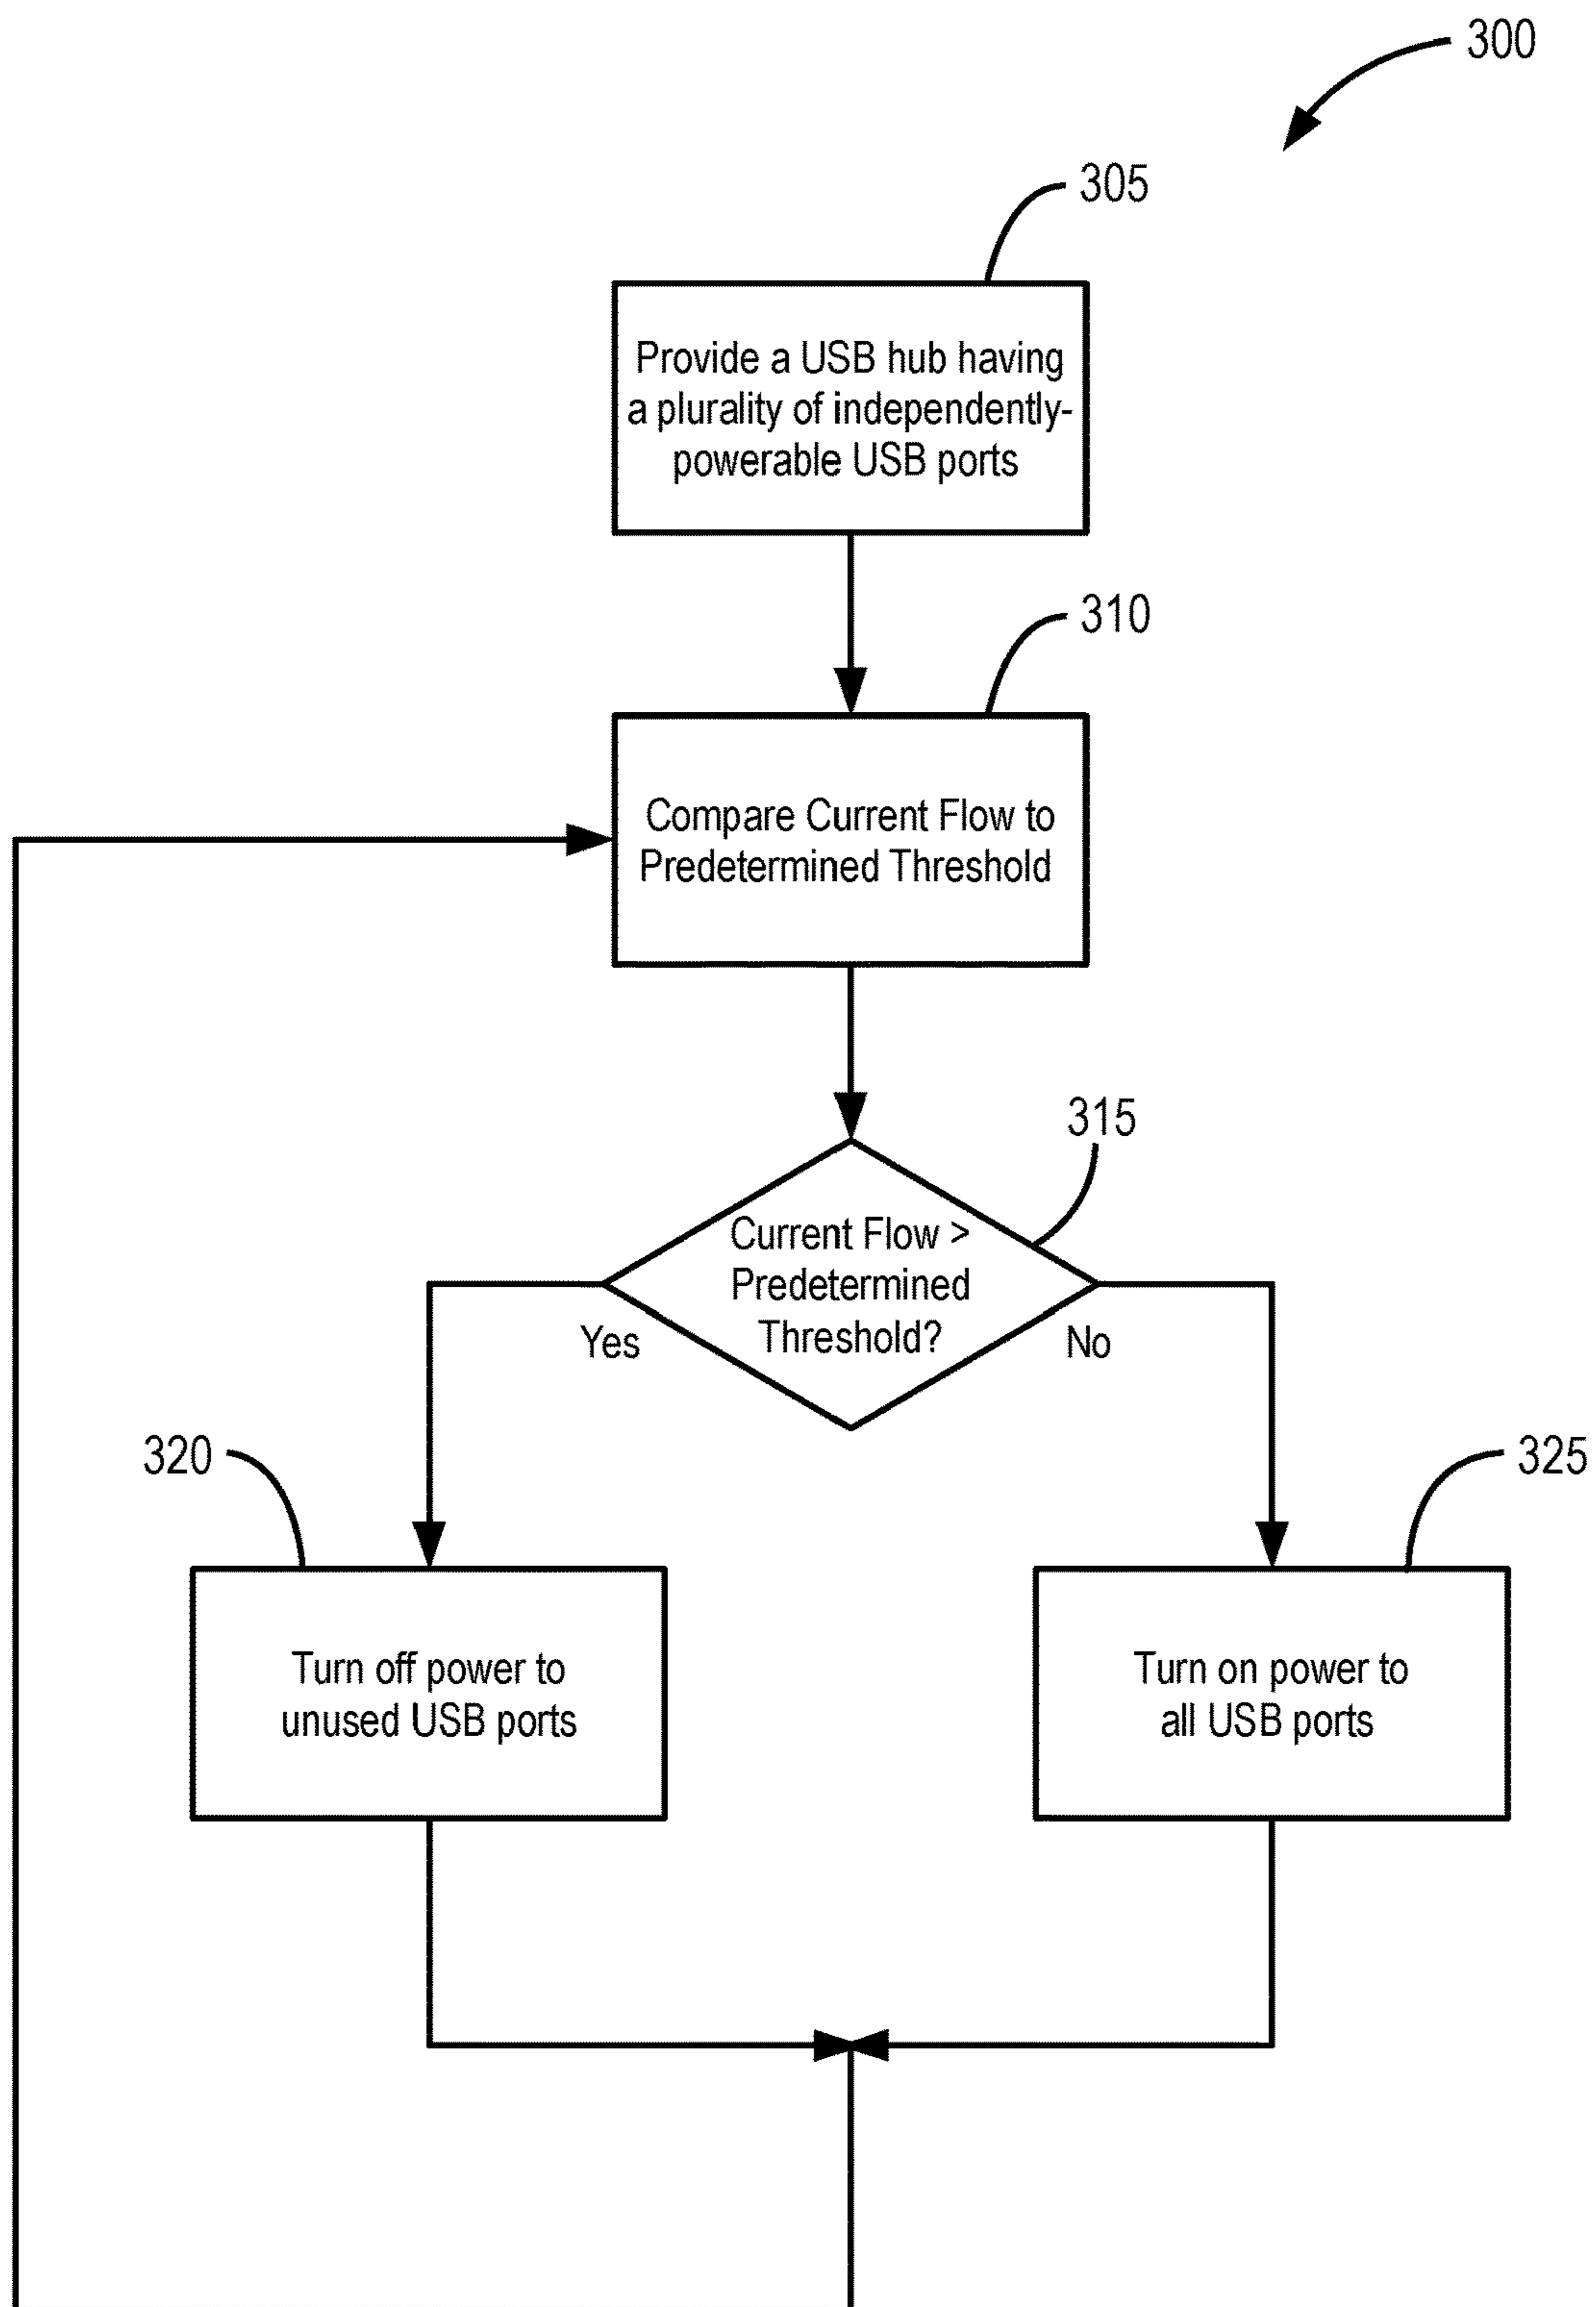 300
305
Provide a USB hub having
a plurality of independently-
powerable USB ports
310
Compare Current Flow to
Predetermined Threshold
315
Current Flow >
Predetermined
Threshold?
Yes
No
320
325
Turn off power to
unused USB ports
Turn on power to
all USB ports